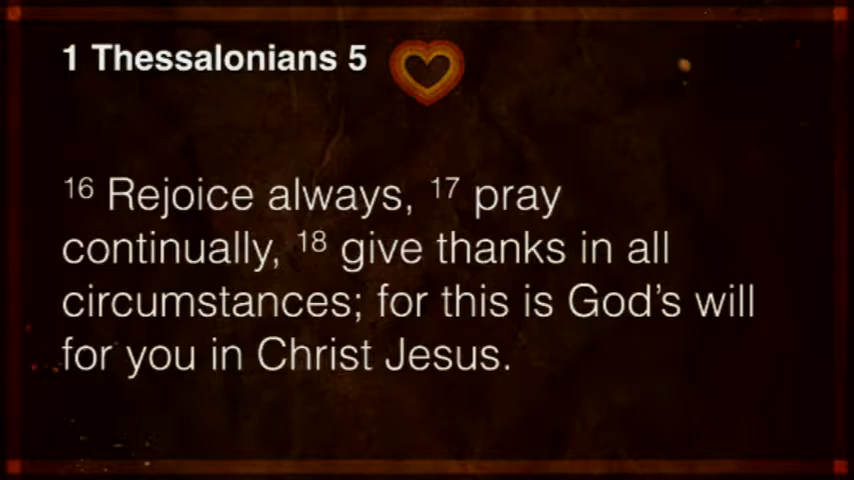 1 Thessalonians 5
16 Rejoice always, 17 pray
continually, 18 give thanks in all
circumstances; for this is God's will
for you in Christ Jesus.